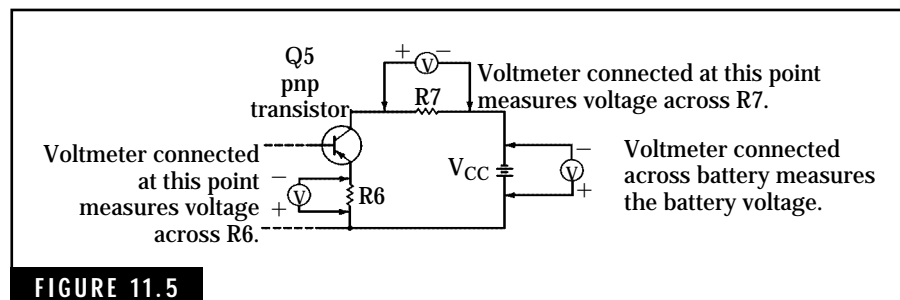 Q5
pnp
transistor
+ V −
R7
Voltmeter connected at this point
measures voltage across R7.
Voltmeter connected
at this point
measures voltage
across R6.
−
V
+
R6
VCC
−
V
+
Voltmeter connected
across battery measures
the battery voltage.
FIGURE 11.5